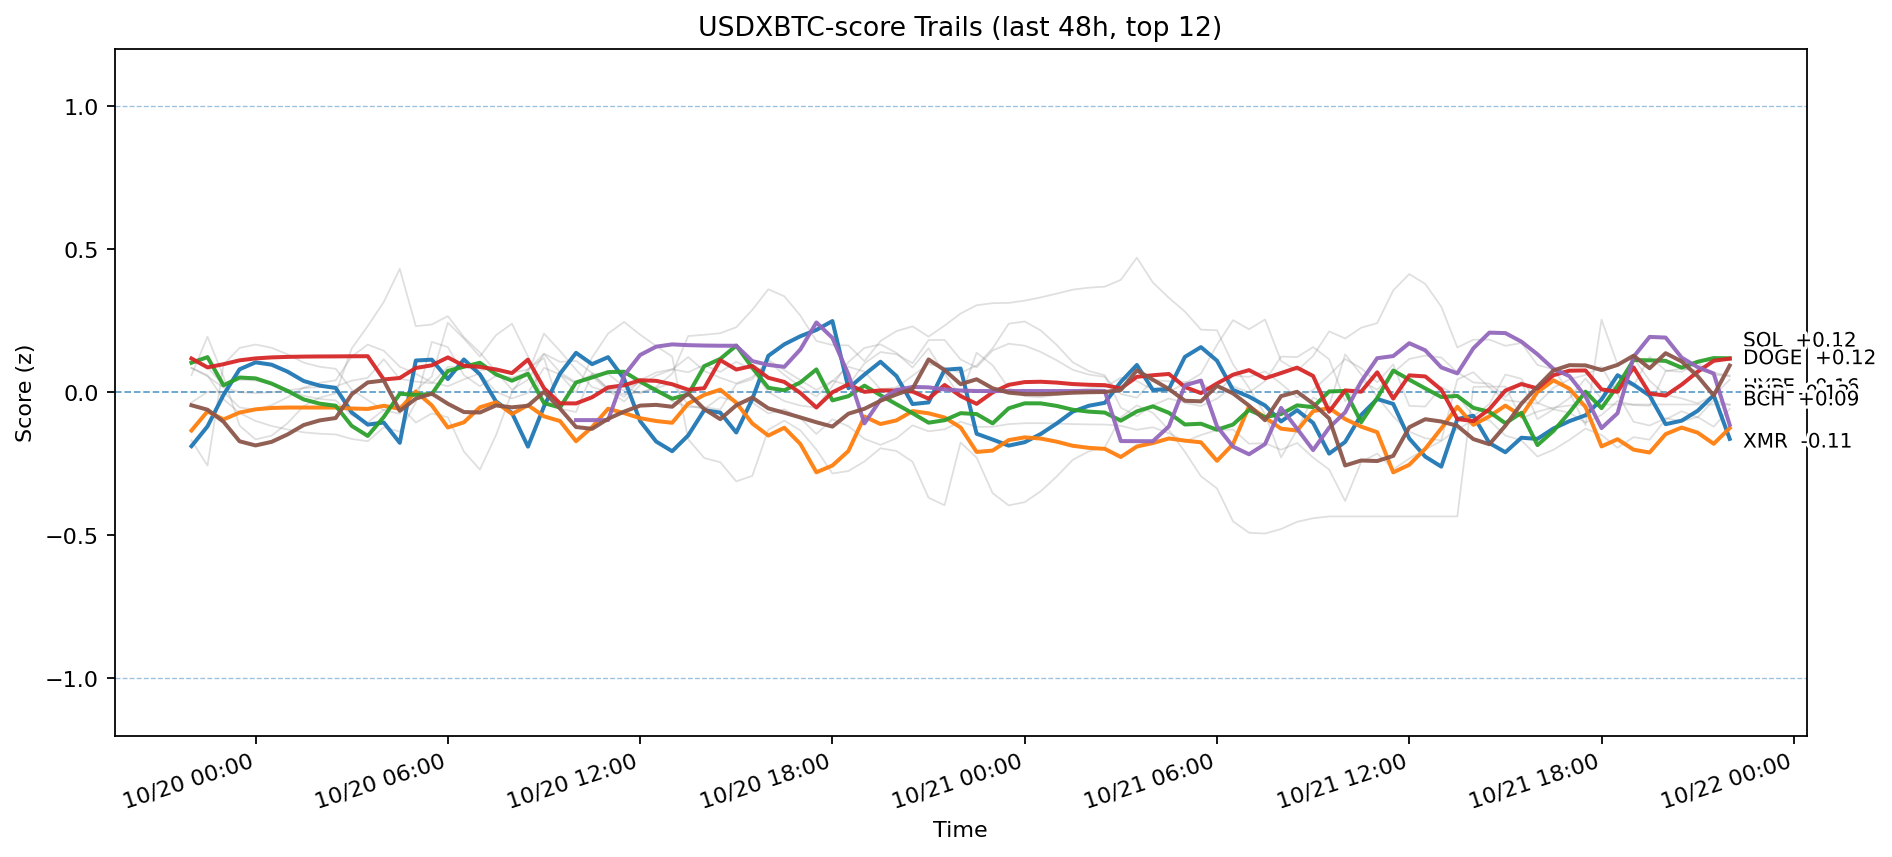 USDXBTC-score Trails (last 48h, top 12)
Score (z)
1.0
0.5
0.0
−0.5
−1.0
SOL +0.12
DOGE +0.12
BCH +0.09
XMR -0.11
10/20 00:00
10/20 06:00
10/20 12:00
10/20 18:00
10/21 00:00
10/21 06:00
10/21 12:00
10/21 18:00
10/22 00:00
Time